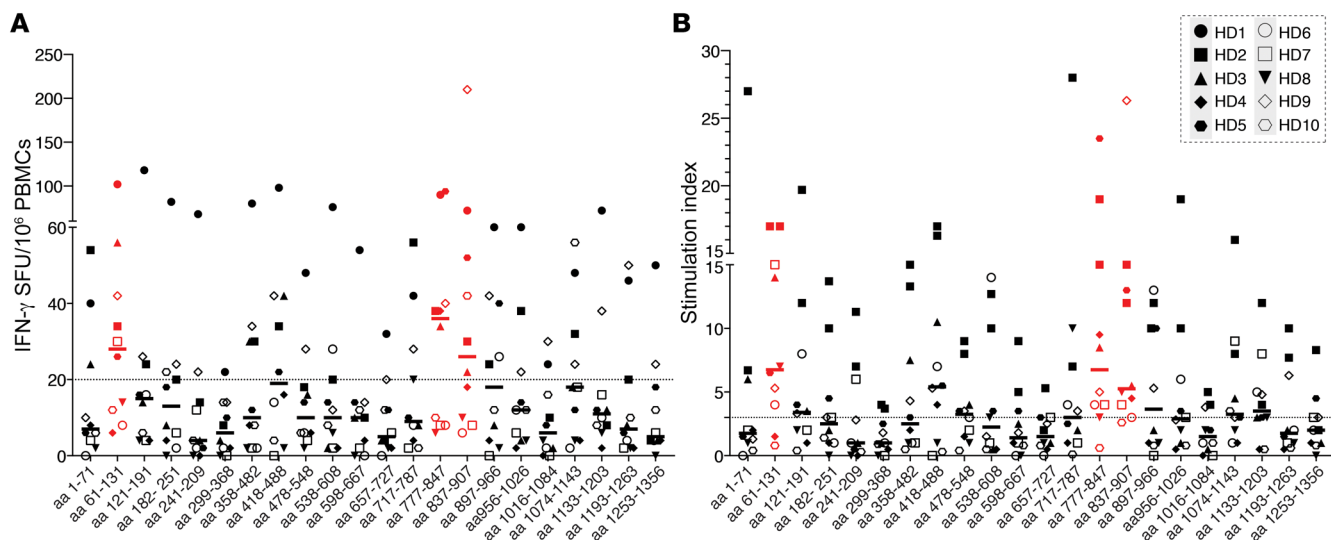 A
IFN-γ SFU/10⁶ PBMCs
250
200
150
100
60
40
20
0
aa 1-71
aa 61-131
aa 121-191
aa 182- 251
aa 241-209
aa 299-368
aa 358-482
aa 418-488
aa 478-548
aa 538-608
aa 598-667
aa 657-727
aa 717-787
aa 777-847
aa 837-907
aa 897-966
aa956-1026
aa 1016-1084
aa 1074-1143
aa 1133-1203
aa 1193-1263
aa 1253-1356
B
Stimulation index
30
25
20
15
15
10
5
3
0
aa 1-71
aa 61-131
aa 121-191
aa 182- 251
aa 241-209
aa 299-368
aa 358-482
aa 418-488
aa 478-548
aa 538-608
aa 598-667
aa 657-727
aa 717-787
aa 777-847
aa 837-907
aa 897-966
aa956-1026
aa 1016-1084
aa 1074-1143
aa 1133-1203
aa 1193-1263
aa 1253-1356
HD1 HD6
HD2 HD7
HD3 HD8
HD4 HD9
HD5 HD10